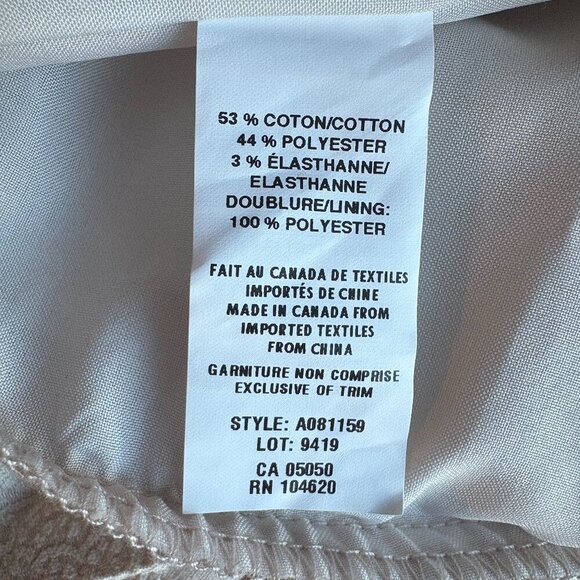 53 % COTON/COTTON
44 % POLYESTER
3 % ÉLASTHANNE/
ELASTHANNE
DOUBLURE/LINING:
100 % POLYESTER
FAIT AU CANADA DE TEXTILES
IMPORTÉS DE CHINE
MADE IN CANADA FROM
IMPORTED TEXTILES
FROM CHINA
GARNITURE NON COMPRISE
EXCLUSIVE OF TRIM
STYLE: A081159
LOT: 9419
CA 05050
RN 104620